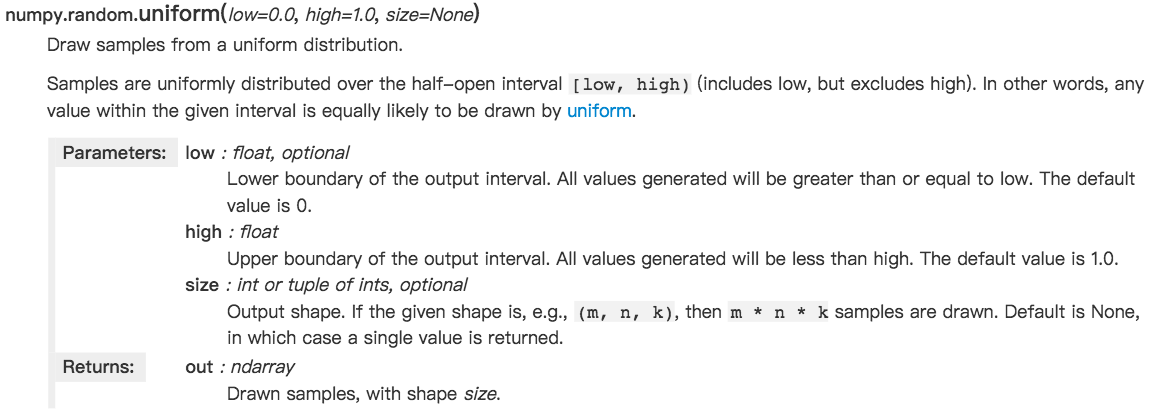 numpy.random.uniform(low=0.0, high=1.0, size=None)
Draw samples from a uniform distribution.
Samples are uniformly distributed over the half-open interval [low, high) (includes low, but excludes high). In other words, any
value within the given interval is equally likely to be drawn by uniform.
Parameters: low : float, optional
Lower boundary of the output interval. All values generated will be greater than or equal to low. The default
value is 0.
high : float
Upper boundary of the output interval. All values generated will be less than high. The default value is 1.0.
size : int or tuple of ints, optional
Output shape. If the given shape is, e.g., (m, n, k), then m * n * k samples are drawn. Default is None,
in which case a single value is returned.
Returns: out : ndarray
Drawn samples, with shape size.